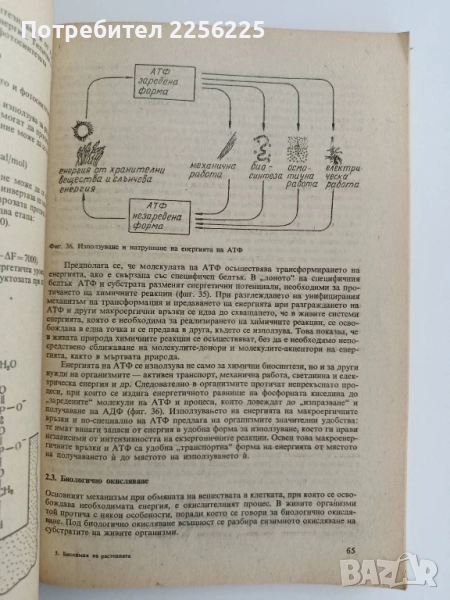 Потребител 2256225
АТФ
заредена
форма
енергия от хранителни
вещества и слънчева
енергия
механична
работа
био-
синтеза
осмо-
тична
работа
електри-
ческа
работа
АТФ
незаредена
форма
Фиг. 36. Използуване и натрупване на енергията на АТФ
Предполага се, че молекулата на АТФ осъществява трансформирането на
енергията, ако е свързана със специфичен белтък. В „лоното" на специфичния
белтък АТФ и субстрата разменят енергетични потенциали, необходими за про-
тичането на химичните реакции (фиг. 35). При разглеждането на унифицирания
механизъм на трансформация и предаването на енергията при разграждането на
АТФ и други макроергични връзки се идва до схващането, че в живите системи
енергията, която е необходима за реализирането на химичните реакции, се осво-
бождава в една точка и се предава в друга, където се използува. Това показва, че
в живата природа химичните реакции се осъществяват, без да е необходимо непо-
средствено сближаването на молекулите-донори и молекулите-акцептори на енер-
гията, както в мъртвата природа.
Енергията на АТФ се използува не само за химични биосинтези, но и за други
нужди на организмите — активен транспорт, механична работа, светлинна и елек-
трическа енергия и др. Следователно в организмите протичат непрекъснато проце-
си, при които се издига енергетичното равнище на фосфорната киселина до
„заредените" молекули на АТФ и процеси, които довеждат до „изпразване" и
получаване на АДФ (фиг. 36). Използуването на енергията на макроергичните
връзки и по-специално на АТФ предлага на организмите значителни удобства:
те имат винаги запаси от енергия в удобна форма за използуване, което ги прави
независими от интензивността на екзергоничните реакции. Освен това макроер-
гичните връзки и АТФ са удобна „транспортна" форма на енергията от мястото
на получаването ѝ до мястото на използуването ѝ.
2.3. Биологично окисляване
Основният механизъм при обмяната на веществата в клетката, при която се осво-
бождава необходимата енергия, е окислителният процес. В живите организми
той протича с някои особености, поради което се говори за биологично окисля-
ване. Под биологично окисляване всъщност се разбира ензимното окисляване на
субстратите на живите организми.
5. Биохимия на растенията
65
BAZAR.bg